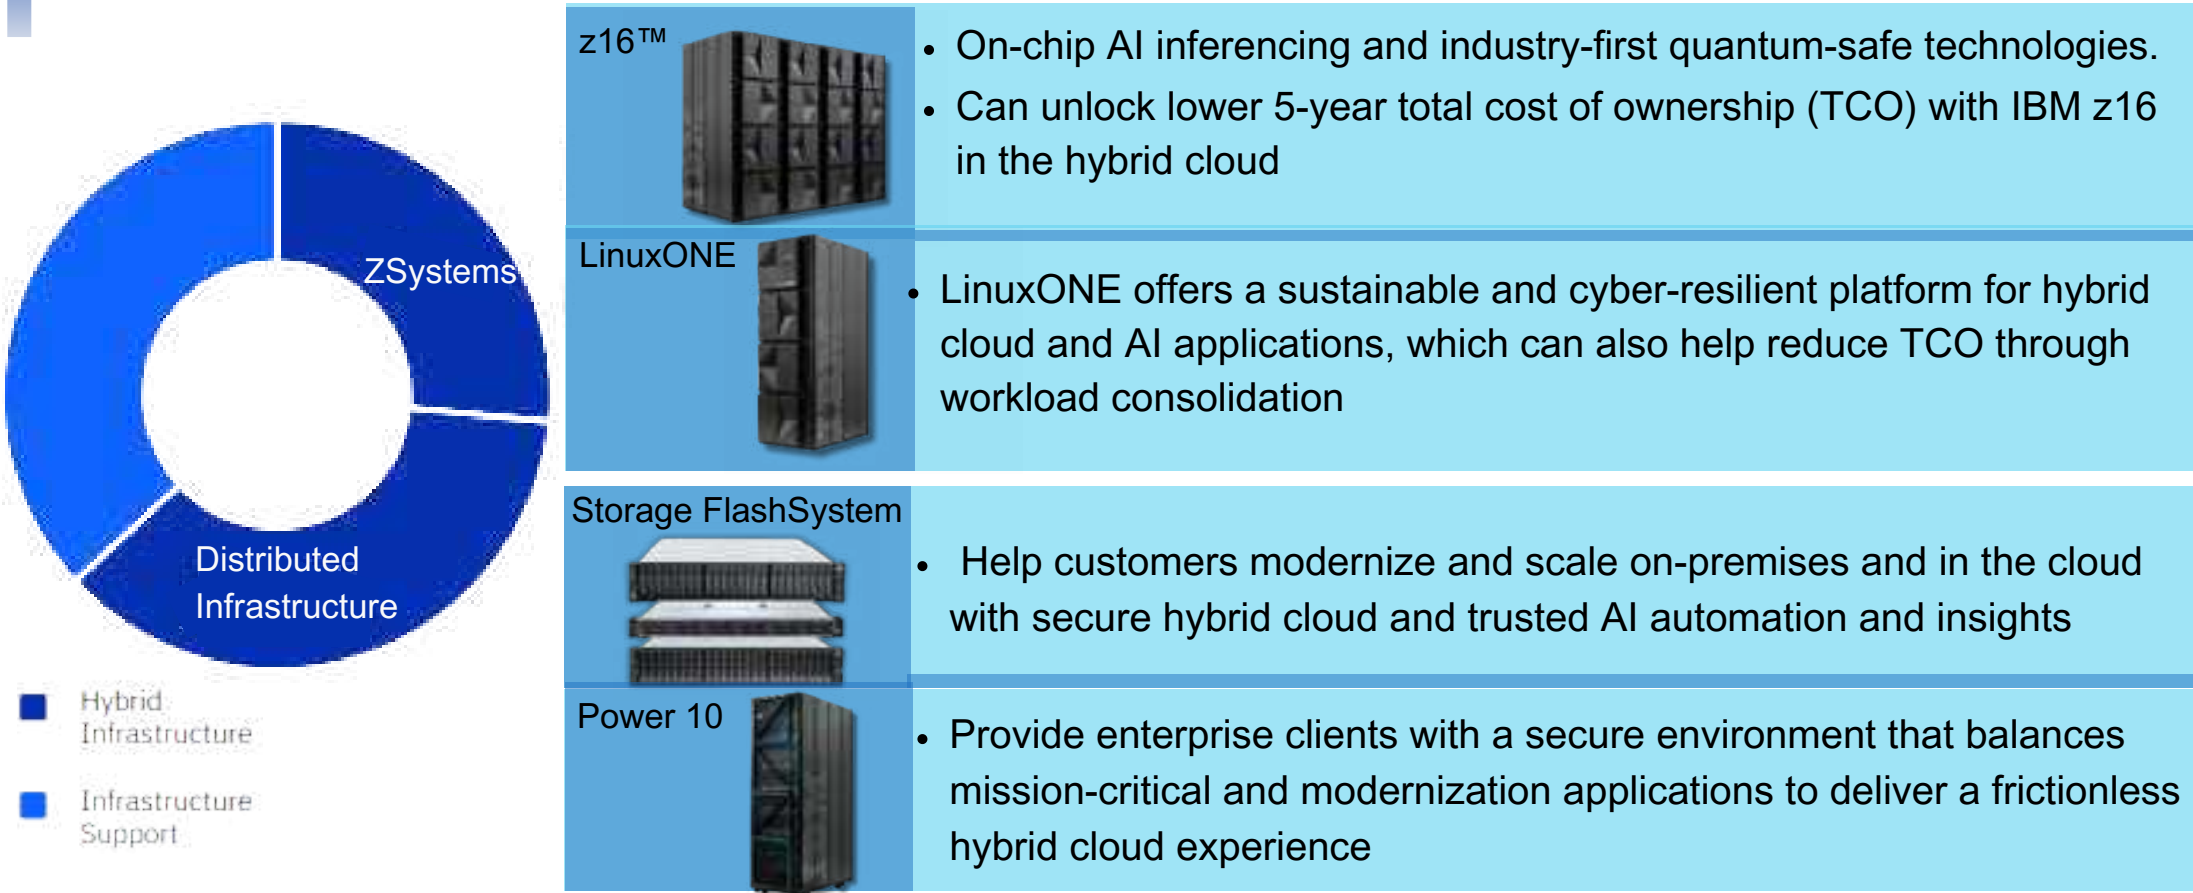 ZSystems
Distributed
Infrastructure
Hybrid
Infrastructure
Infrastructure
Support
z16™
• On-chip AI inferencing and industry-first quantum-safe technologies.
• Can unlock lower 5-year total cost of ownership (TCO) with IBM z16
in the hybrid cloud
LinuxONE
• LinuxONE offers a sustainable and cyber-resilient platform for hybrid
cloud and AI applications, which can also help reduce TCO through
workload consolidation
Storage FlashSystem
• Help customers modernize and scale on-premises and in the cloud
with secure hybrid cloud and trusted AI automation and insights
Power 10
• Provide enterprise clients with a secure environment that balances
mission-critical and modernization applications to deliver a frictionless
hybrid cloud experience